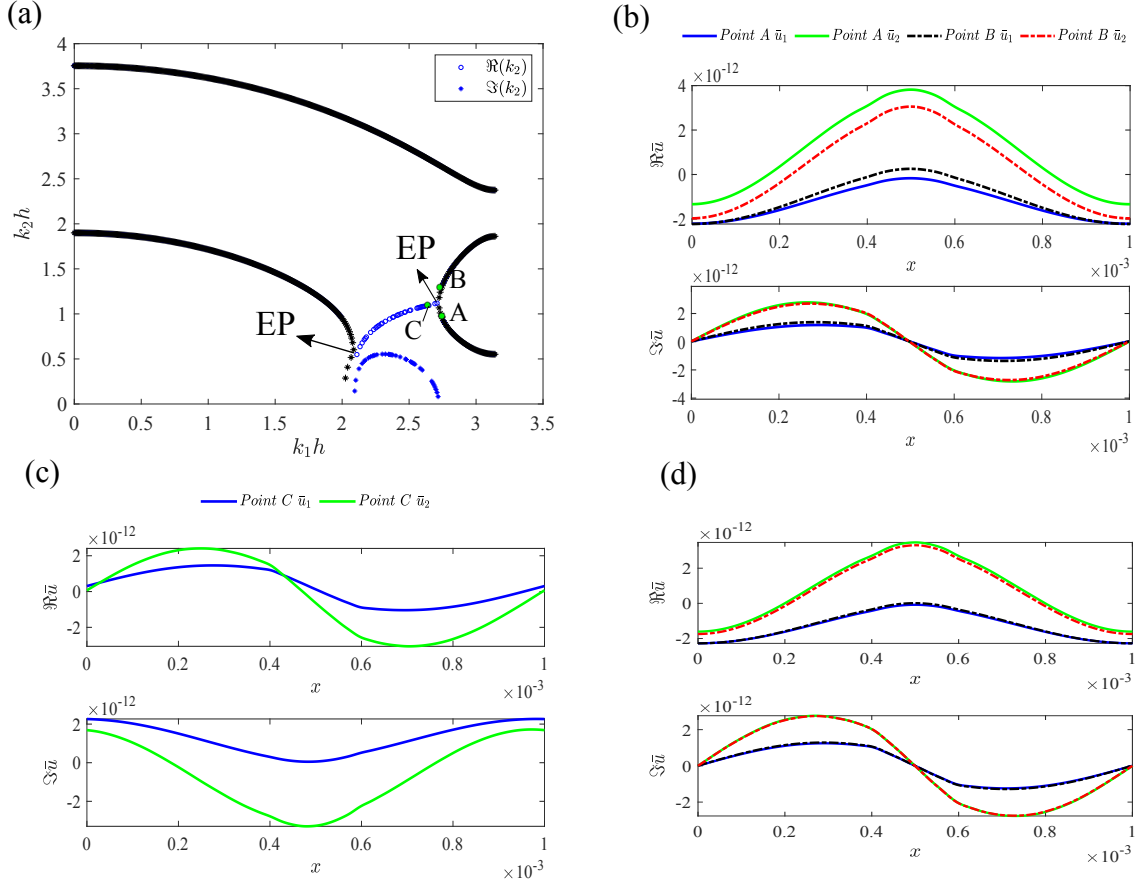 (a)
4
3.5
3
2.5
2
1.5
1
0.5
0
0
0.5
1
1.5
2
2.5
3
3.5
k₂h
k₁h
ℜ(k₂)
ℑ(k₂)
EP
EP
B
A
C
(b)
Point A ū₁ Point A ū₂ Point B ū₁ Point B ū₂
×10⁻¹²
4
2
0
-2
ℜū
0 0.2 0.4 0.6 0.8 1
x
×10⁻³
×10⁻¹²
2
0
-2
-4
ℑū
0 0.2 0.4 0.6 0.8 1
x
×10⁻³
(c)
Point C ū₁ Point C ū₂
×10⁻¹²
2
0
-2
ℜū
0 0.2 0.4 0.6 0.8 1
x
×10⁻³
×10⁻¹²
2
0
-2
ℑū
0 0.2 0.4 0.6 0.8 1
x
×10⁻³
(d)
×10⁻¹²
2
0
-2
ℜū
0 0.2 0.4 0.6 0.8 1
x
×10⁻³
×10⁻¹²
2
0
-2
ℑū
0 0.2 0.4 0.6 0.8 1
x
×10⁻³